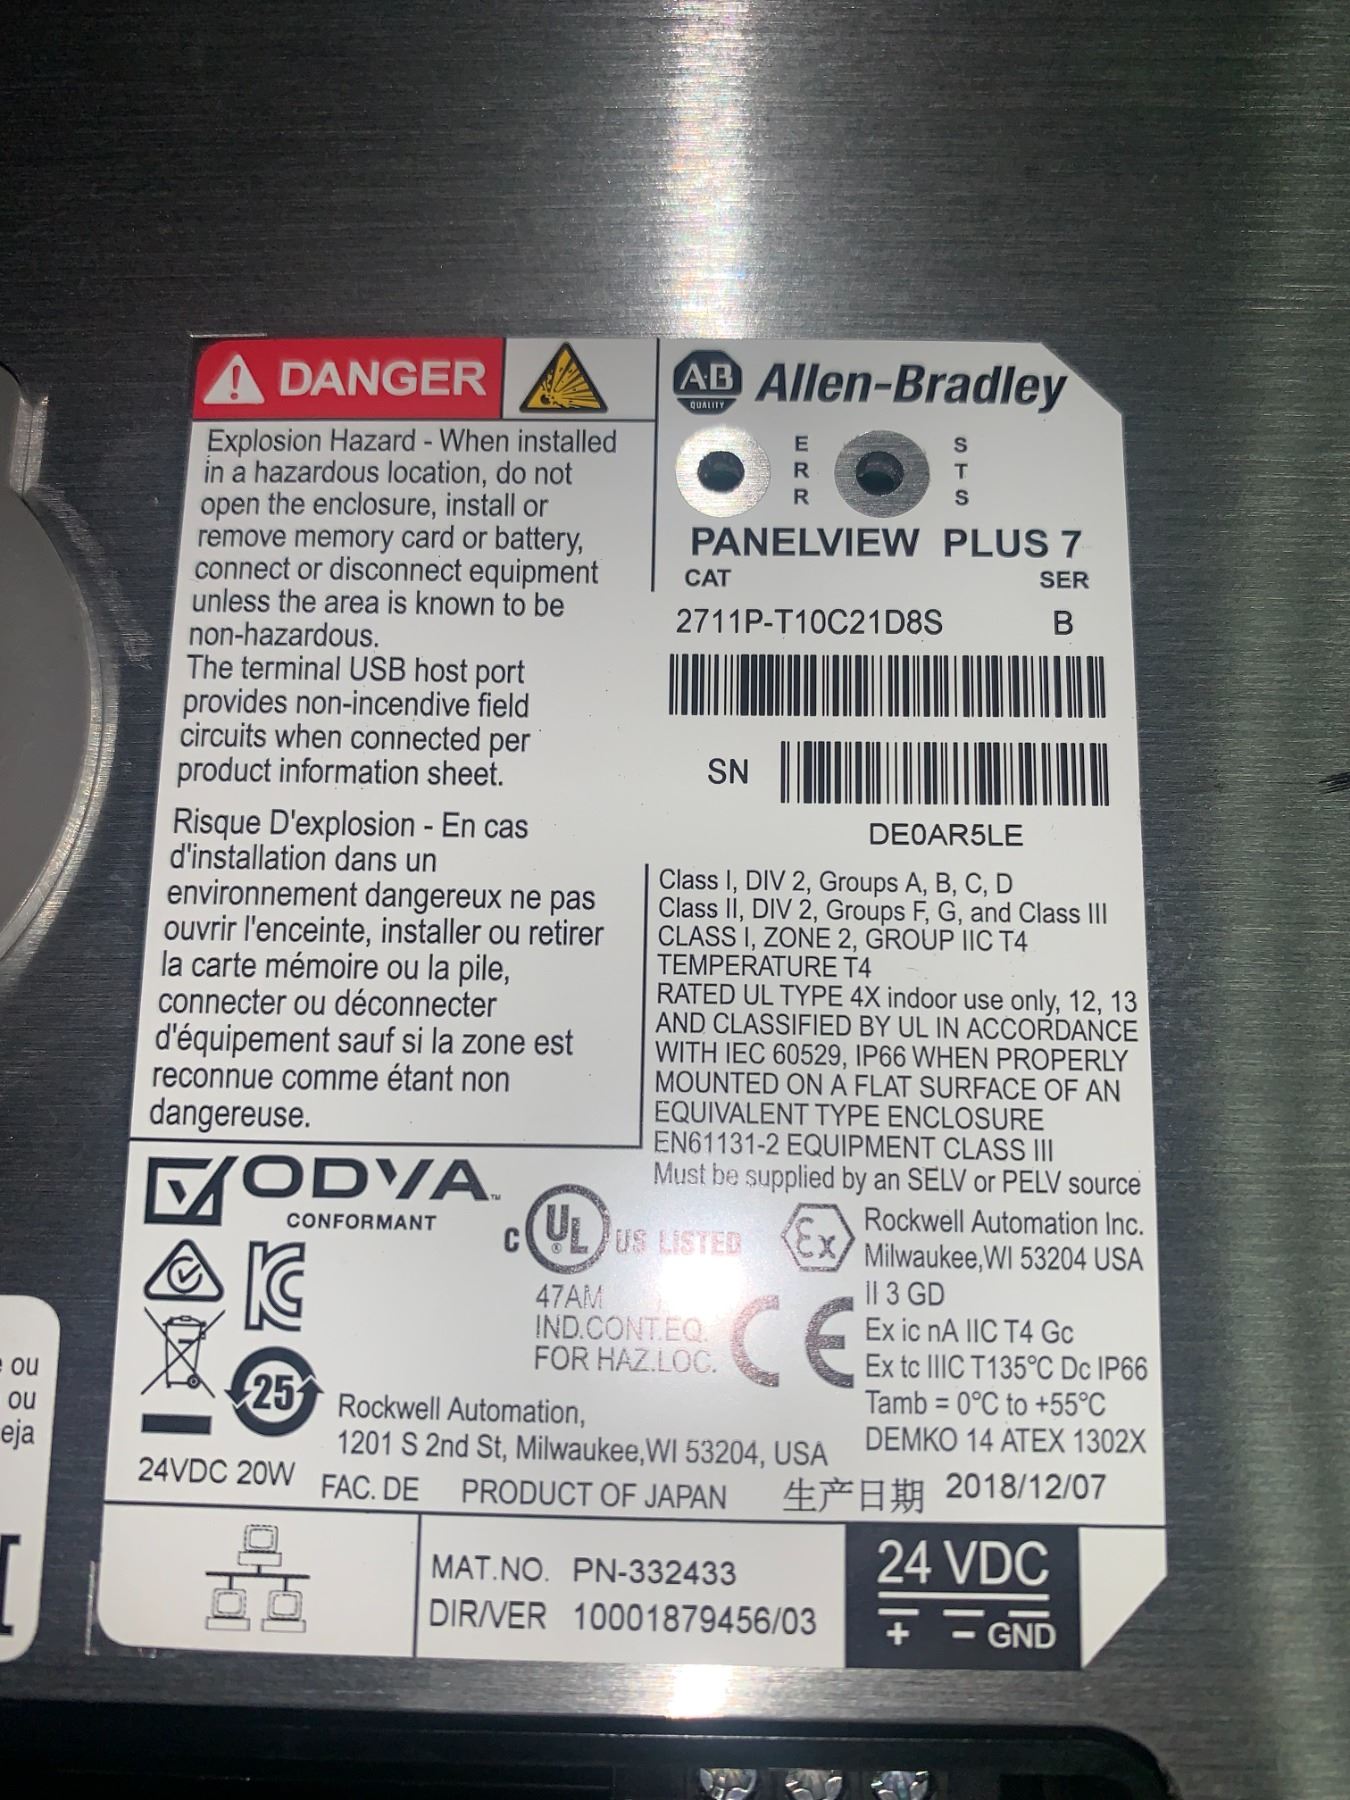 DANGER
Explosion Hazard - When installed
in a hazardous location, do not
open the enclosure, install or
remove memory card or battery,
connect or disconnect equipment
unless the area is known to be
non-hazardous.
The terminal USB host port
provides non-incendive field
circuits when connected per
product information sheet.
Risque D'explosion - En cas
d'installation dans un
environnement dangereux ne pas
ouvrir l'enceinte, installer ou retirer
la carte mémoire ou la pile,
connecter ou déconnecter
d'équipement sauf si la zone est
reconnue comme étant non
dangereuse.
A-B QUALITY
Allen-Bradley
ERR STS
PANELVIEW PLUS 7
CAT SER
2711P-T10C21D8S B
SN
DE0AR5LE
Class I, DIV 2, Groups A, B, C, D
Class II, DIV 2, Groups F, G, and Class III
CLASS I, ZONE 2, GROUP IIC T4
TEMPERATURE T4
RATED UL TYPE 4X indoor use only, 12, 13
AND CLASSIFIED BY UL IN ACCORDANCE
WITH IEC 60529, IP66 WHEN PROPERLY
MOUNTED ON A FLAT SURFACE OF AN
EQUIVALENT TYPE ENCLOSURE
EN61131-2 EQUIPMENT CLASS III
Must be supplied by an SELV or PELV source
ODVA™
CONFORMANT
C UL ® US LISTED
47AM
IND.CONT.EQ.
FOR HAZ.LOC.
CE
Ex
Rockwell Automation Inc.
Milwaukee,WI 53204 USA
II 3 GD
Ex ic nA IIC T4 Gc
Ex tc IIIC T135°C Dc IP66
Tamb = 0°C to +55°C
DEMKO 14 ATEX 1302X
25
Rockwell Automation,
1201 S 2nd St, Milwaukee,WI 53204, USA
24VDC 20W FAC. DE PRODUCT OF JAPAN 生产日期 2018/12/07
MAT.NO. PN-332433
DIR/VER 10001879456/03
24 VDC
+ - GND
ou
ou
eja